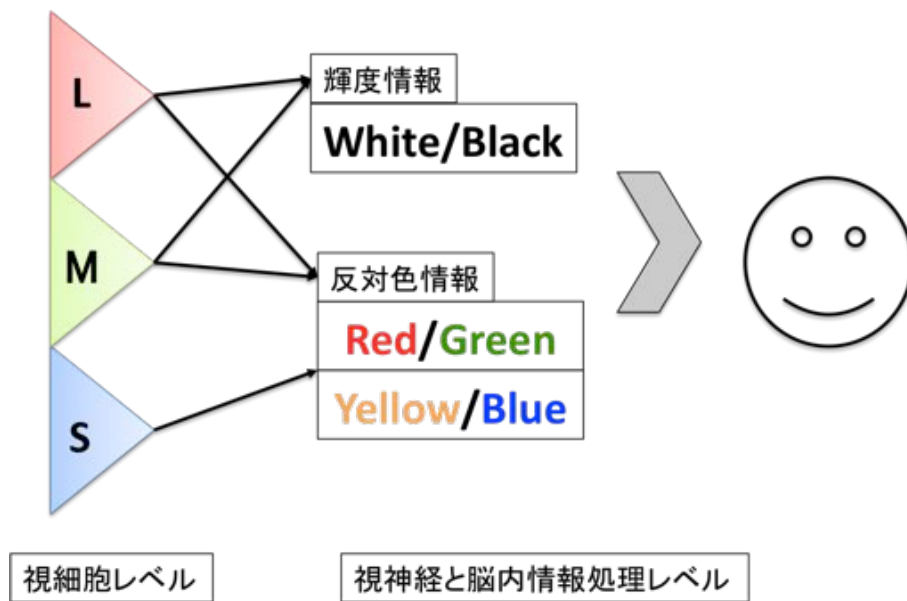 L
輝度情報
White/Black
M
反対色情報
Red/Green
Yellow/Blue
S
視細胞レベル
視神経と脳内情報処理レベル